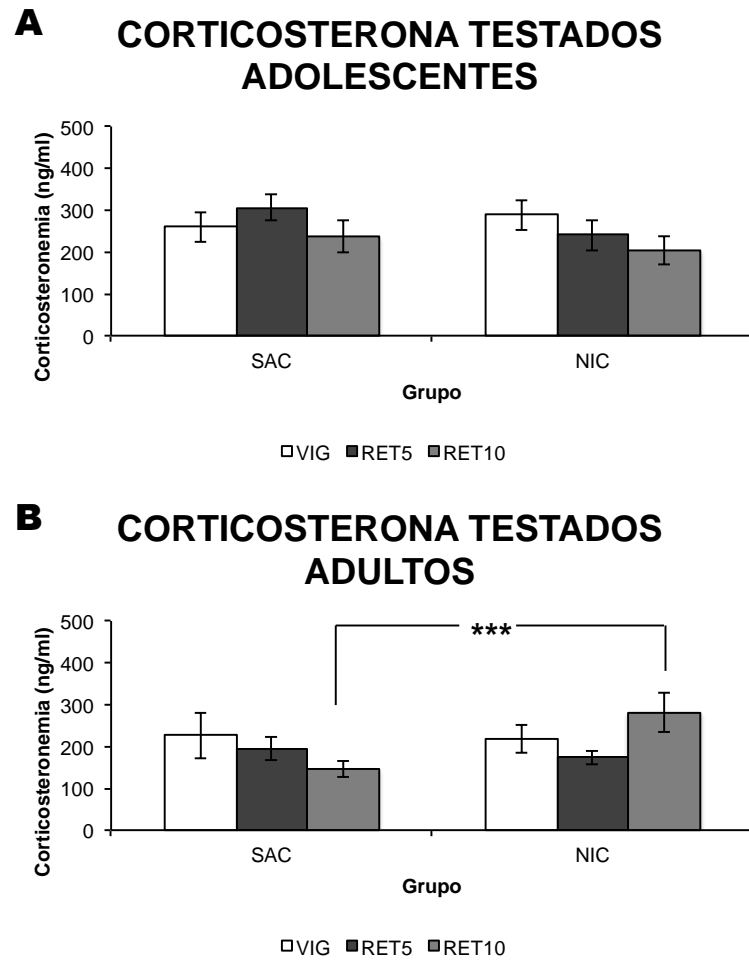 A
CORTICOSTERONA TESTADOS
ADOLESCENTES
Corticosteronemia (ng/ml)
500
400
300
200
100
0
SAC
NIC
Grupo
VIG RET5 RET10
B
CORTICOSTERONA TESTADOS
ADULTOS
Corticosteronemia (ng/ml)
500
400
300
200
100
0
***
SAC
NIC
Grupo
VIG RET5 RET10